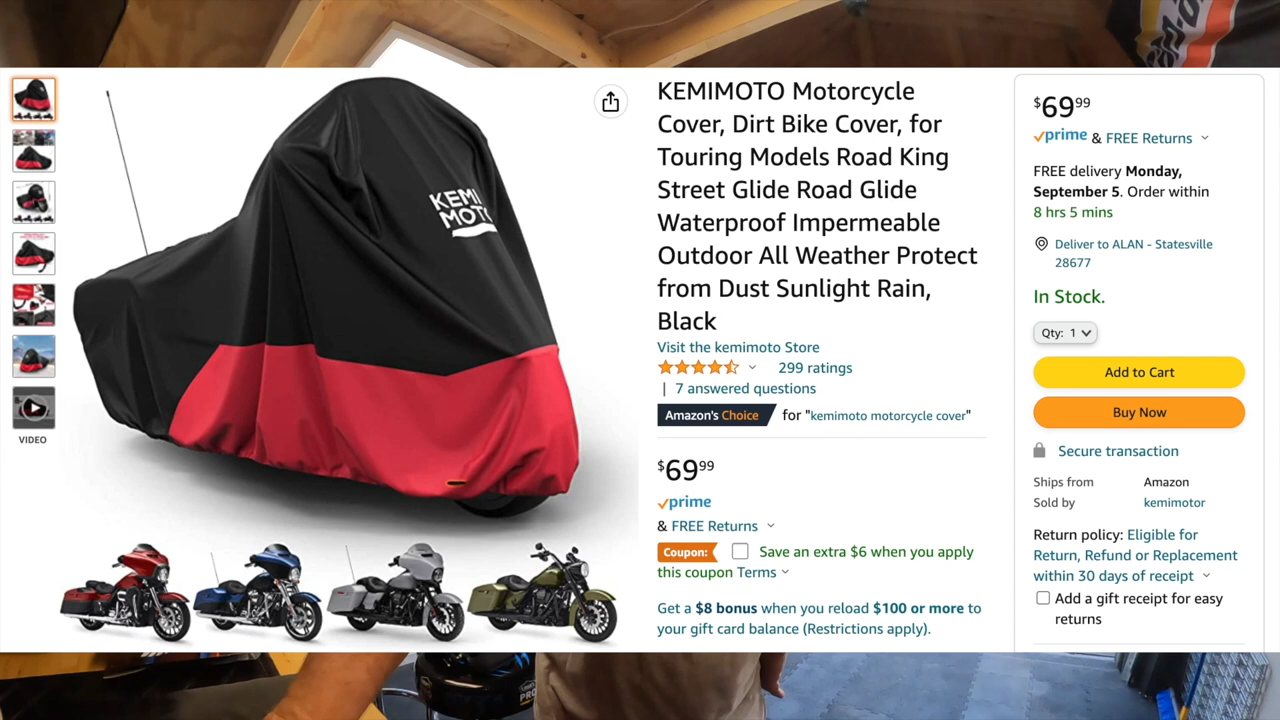 KEMI
MOTO
VIDEO
KEMIMOTO Motorcycle
Cover, Dirt Bike Cover, for
Touring Models Road King
Street Glide Road Glide
Waterproof Impermeable
Outdoor All Weather Protect
from Dust Sunlight Rain,
Black
Visit the kemimoto Store
299 ratings
| 7 answered questions
Amazon's Choice for "kemimoto motorcycle cover"
$69 99
prime
& FREE Returns
Coupon: Save an extra $6 when you apply
this coupon Terms
Get a $8 bonus when you reload $100 or more to
your gift card balance (Restrictions apply).
$69 99
prime & FREE Returns
FREE delivery Monday,
September 5. Order within
8 hrs 5 mins
Deliver to ALAN - Statesville
28677
In Stock.
Qty: 1
Add to Cart
Buy Now
Secure transaction
Ships from Amazon
Sold by kemimotor
Return policy: Eligible for
Return, Refund or Replacement
within 30 days of receipt
Add a gift receipt for easy
returns
PRO